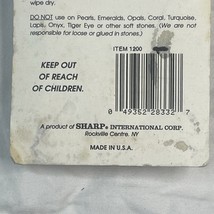 wipe dry.
DO NOT use on Pearls, Emeralds, Opals, Coral, Turquoise,
Lapis, Onyx, Tiger Eye or other soft stones. (We are not
responsible for loose or glued in stones.)
ITEM 1200
KEEP OUT
OF REACH
OF CHILDREN.
0 49352 28332 7
A product of SHARP® INTERNATIONAL CORP.
Rockville Centre, NY
MADE IN U.S.A.